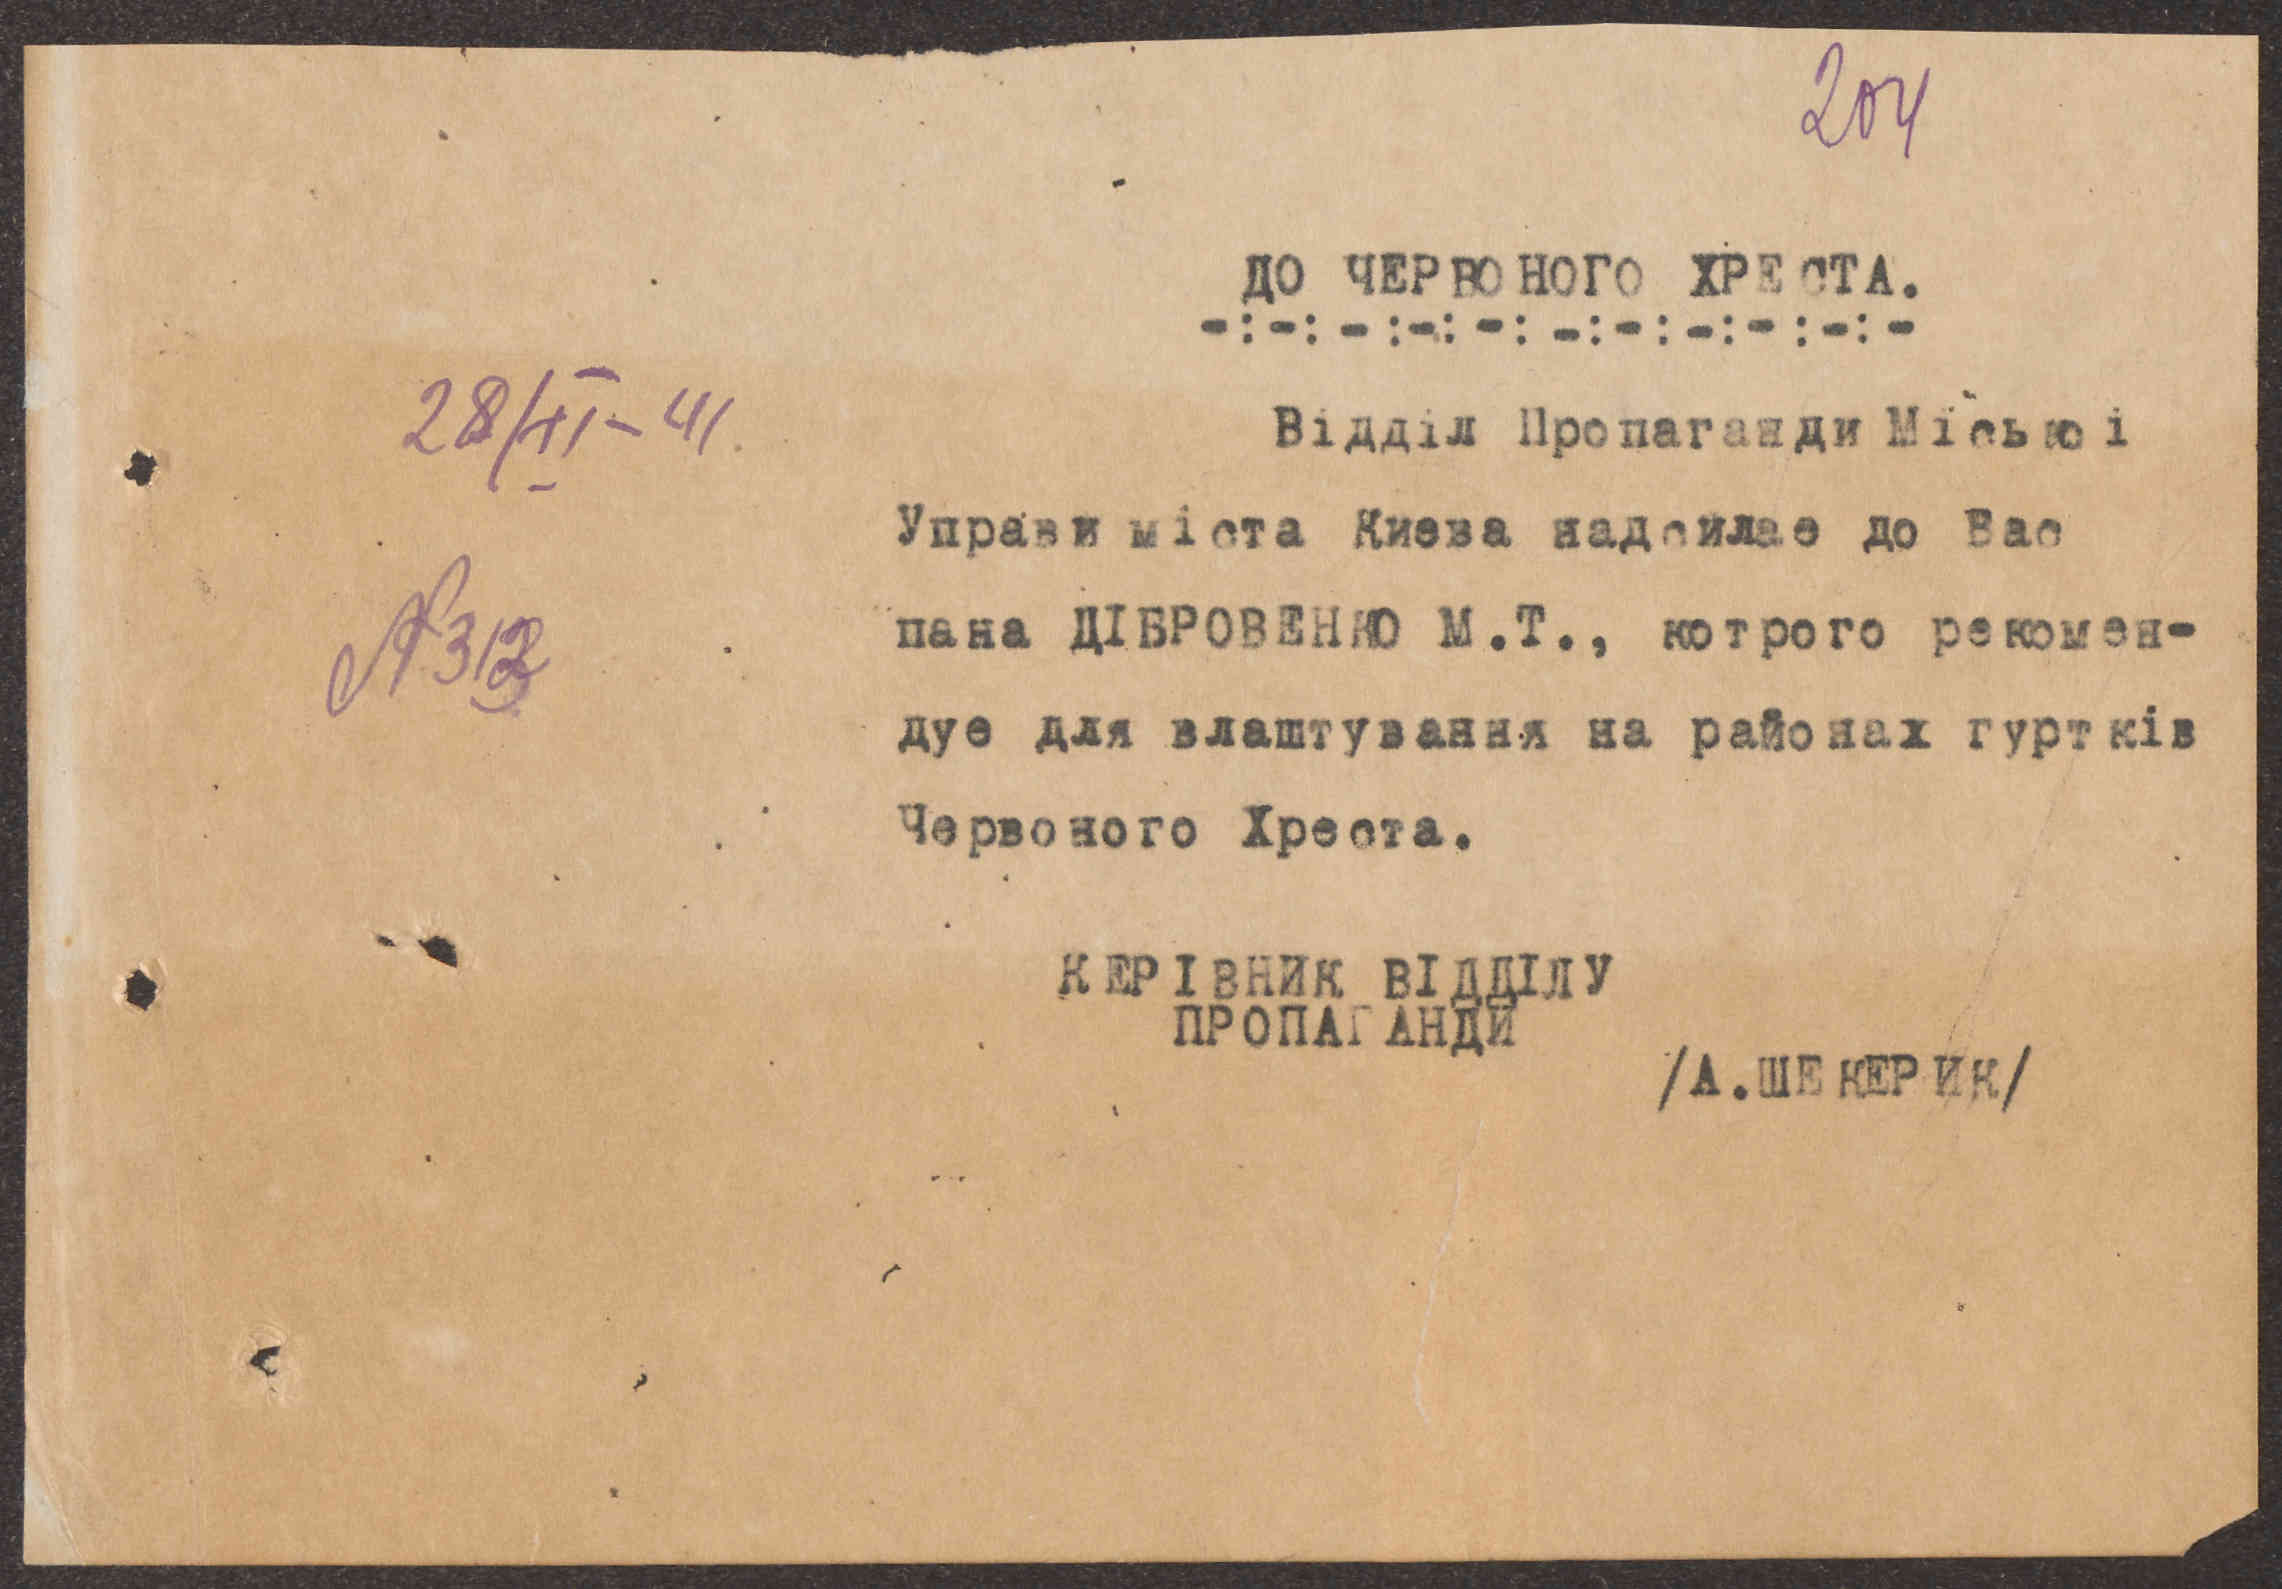 204
ДО ЧЕРВОНОГО ХРЕСТА.
-:-:-:-:-:-:-:-:-:-:-
28/XI-41
Відділ Пропаганди Міської
Управи міста Києва надсилає до Вас
№312
пана ДІБРОВЕНКО М.Т., котрого рекомен-
дує для влаштування на районах гуртків
Червоного Хреста.
КЕРІВНИК ВІДДІЛУ
ПРОПАГАНДИ
/А.ШЕКЕРИК/